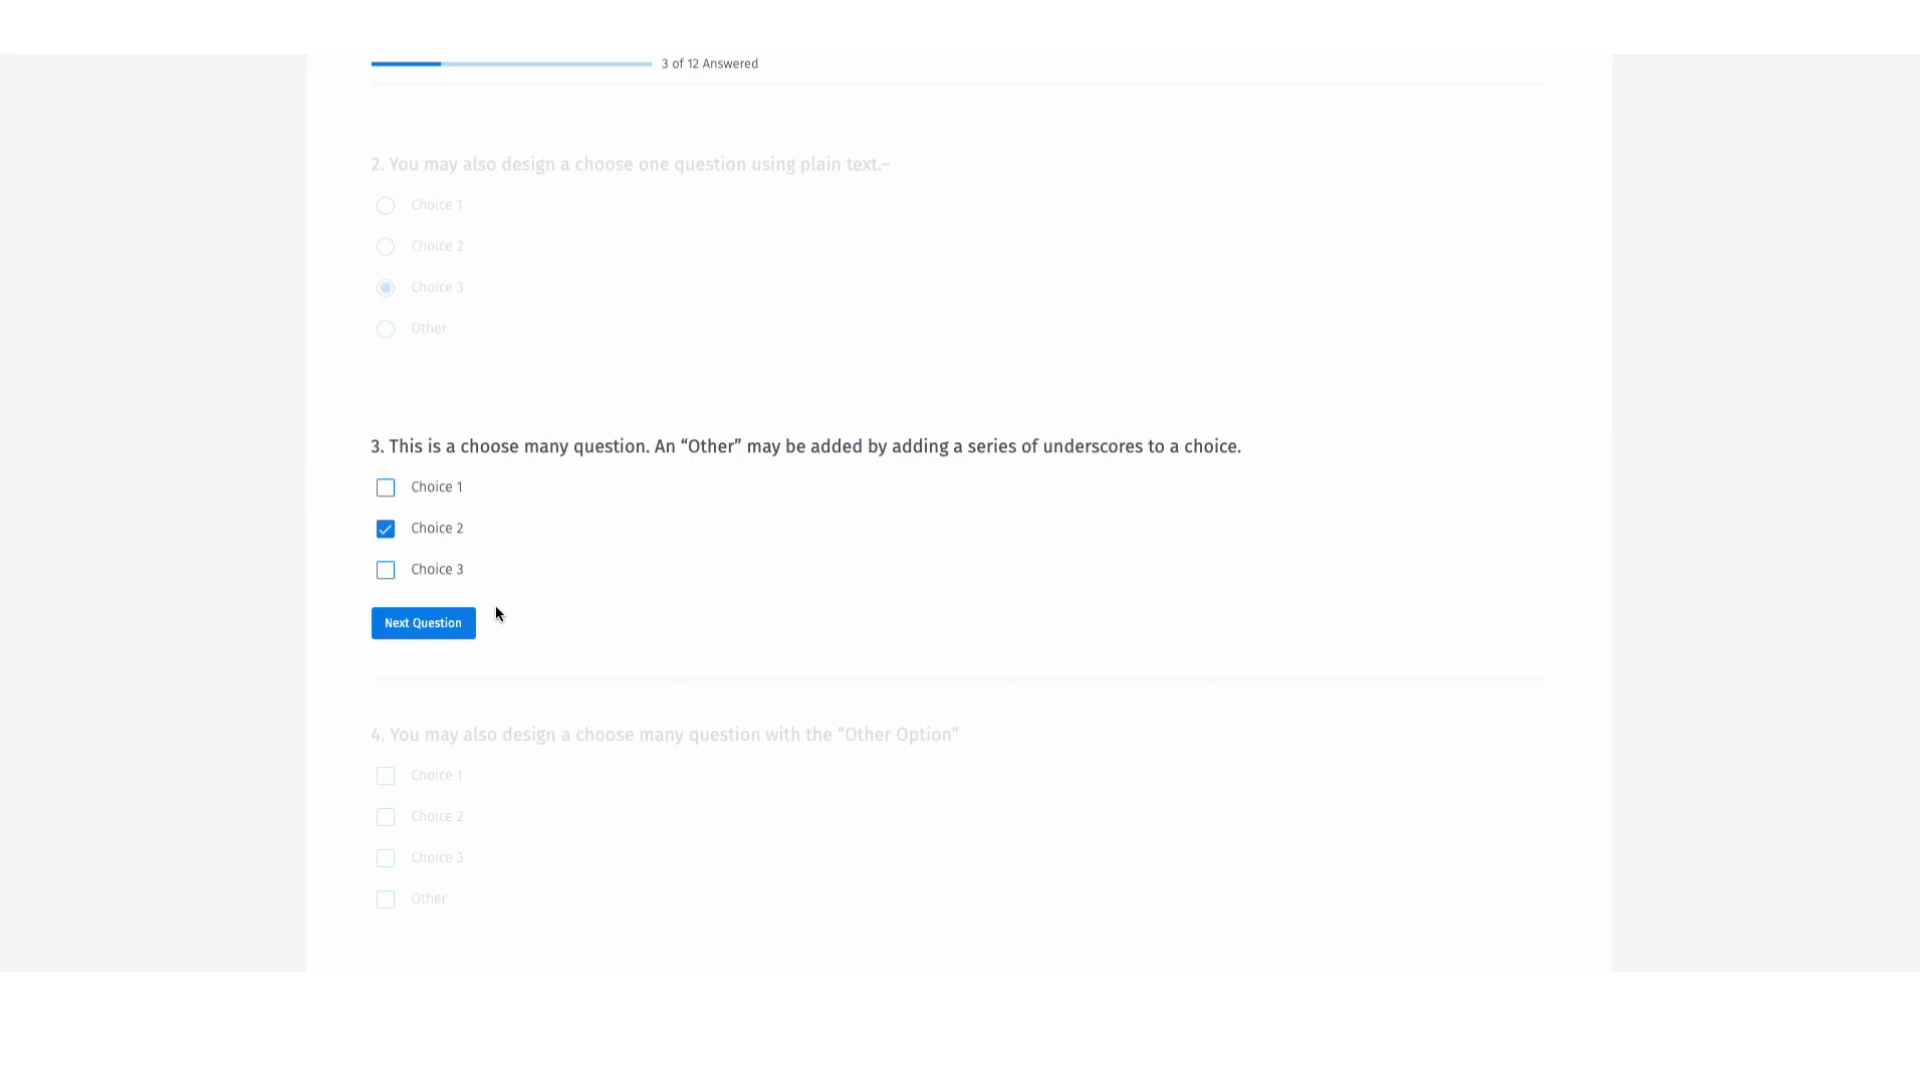 3 of 12 Answered
2. You may also design a choose one question using plain text.–
Choice 1
Choice 2
Choice 3
Other
3. This is a choose many question. An “Other” may be added by adding a series of underscores to a choice.
Choice 1
Choice 2
Choice 3
Next Question
4. You may also design a choose many question with the “Other Option”
Choice 1
Choice 2
Choice 3
Other